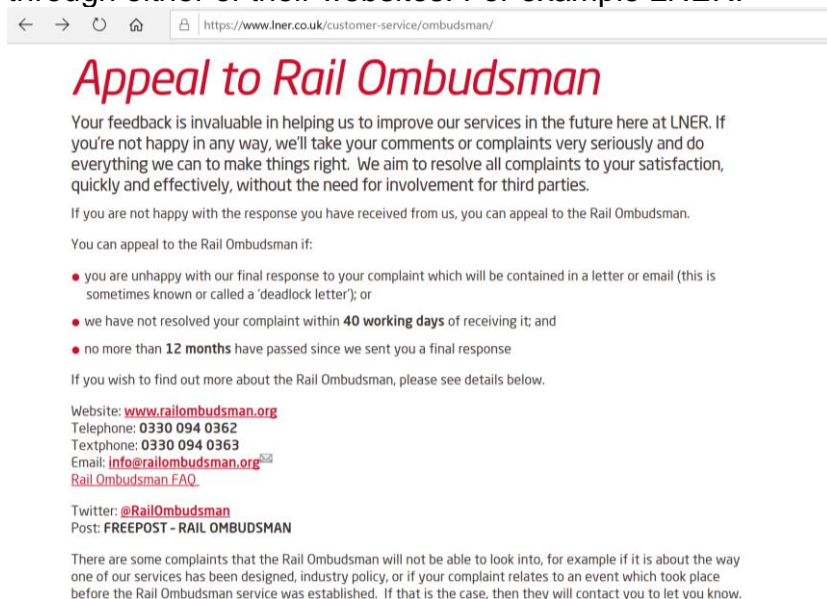 through either of their websites. For example LNER:
https://www.lner.co.uk/customer-service/ombudsman/
Appeal to Rail Ombudsman
Your feedback is invaluable in helping us to improve our services in the future here at LNER. If
you're not happy in any way, we'll take your comments or complaints very seriously and do
everything we can to make things right. We aim to resolve all complaints to your satisfaction,
quickly and effectively, without the need for involvement for third parties.
If you are not happy with the response you have received from us, you can appeal to the Rail Ombudsman.
You can appeal to the Rail Ombudsman if:
• you are unhappy with our final response to your complaint which will be contained in a letter or email (this is
sometimes known or called a 'deadlock letter'); or
• we have not resolved your complaint within 40 working days of receiving it; and
• no more than 12 months have passed since we sent you a final response
If you wish to find out more about the Rail Ombudsman, please see details below.
Website: www.railombudsman.org
Telephone: 0330 094 0362
Textphone: 0330 094 0363
Email: info@railombudsman.org
Rail Ombudsman FAQ
Twitter: @RailOmbudsman
Post: FREEPOST - RAIL OMBUDSMAN
There are some complaints that the Rail Ombudsman will not be able to look into, for example if it is about the way
one of our services has been designed, industry policy, or if your complaint relates to an event which took place
before the Rail Ombudsman service was established. If that is the case, then they will contact you to let you know.